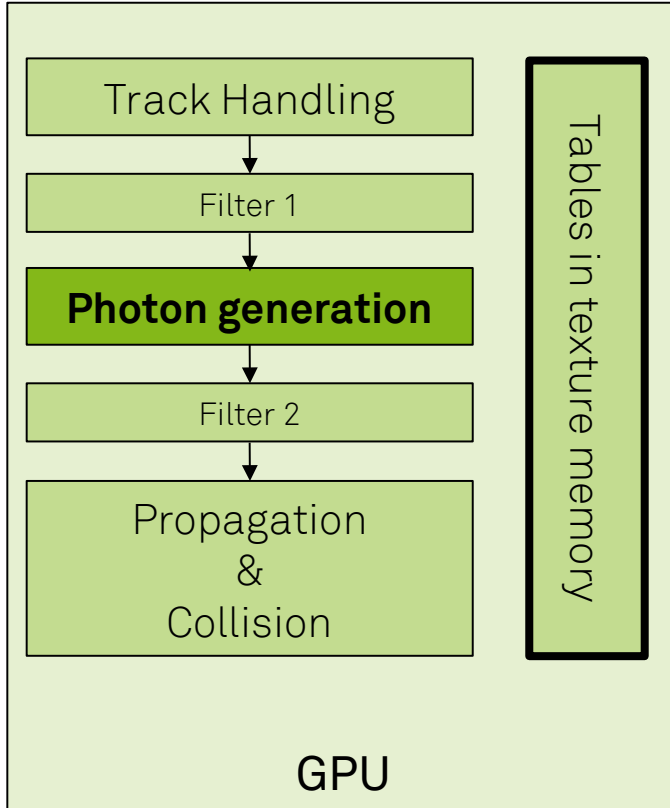 Track Handling
Filter 1
Photon generation
Filter 2
Propagation
&
Collision
Tables in texture memory
GPU